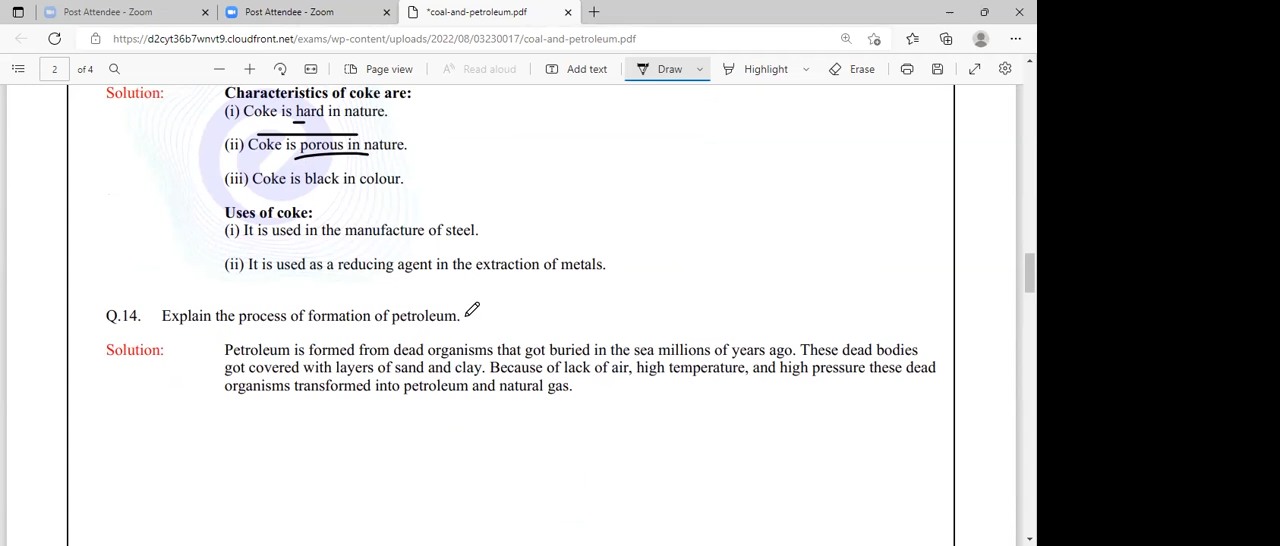 Post Attendee - Zoom
Post Attendee - Zoom
*coal-and-petroleum.pdf
https://d2cyt36b7wnvt9.cloudfront.net/exams/wp-content/uploads/2022/08/03230017/coal-and-petroleum.pdf
2 of 4
Page view
Read aloud
Add text
Draw
Highlight
Erase
Solution: Characteristics of coke are:
(i) Coke is hard in nature.
(ii) Coke is porous in nature.
(iii) Coke is black in colour.
Uses of coke:
(i) It is used in the manufacture of steel.
(ii) It is used as a reducing agent in the extraction of metals.
Q.14. Explain the process of formation of petroleum.
Solution: Petroleum is formed from dead organisms that got buried in the sea millions of years ago. These dead bodies
got covered with layers of sand and clay. Because of lack of air, high temperature, and high pressure these dead
organisms transformed into petroleum and natural gas.